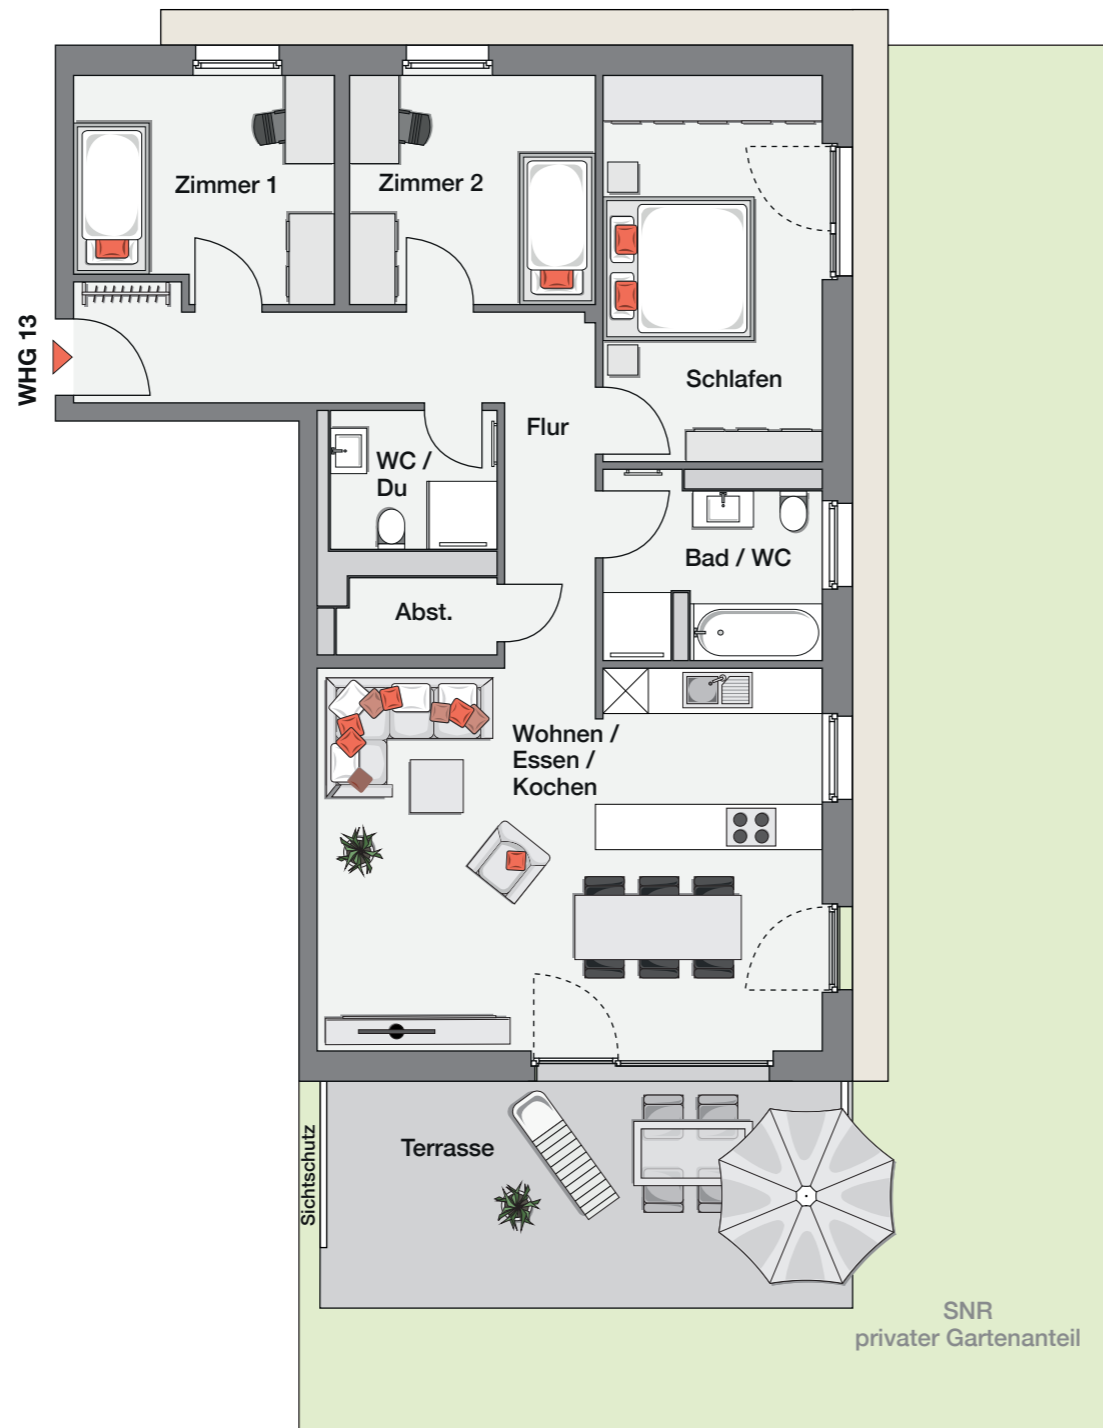 Zimmer 1
Zimmer 2
WHG 13
Schlafen
Flur
WC /
Du
Bad / WC
Abst.
Wohnen /
Essen /
Kochen
Terrasse
Sichtschutz
SNR
privater Gartenanteil